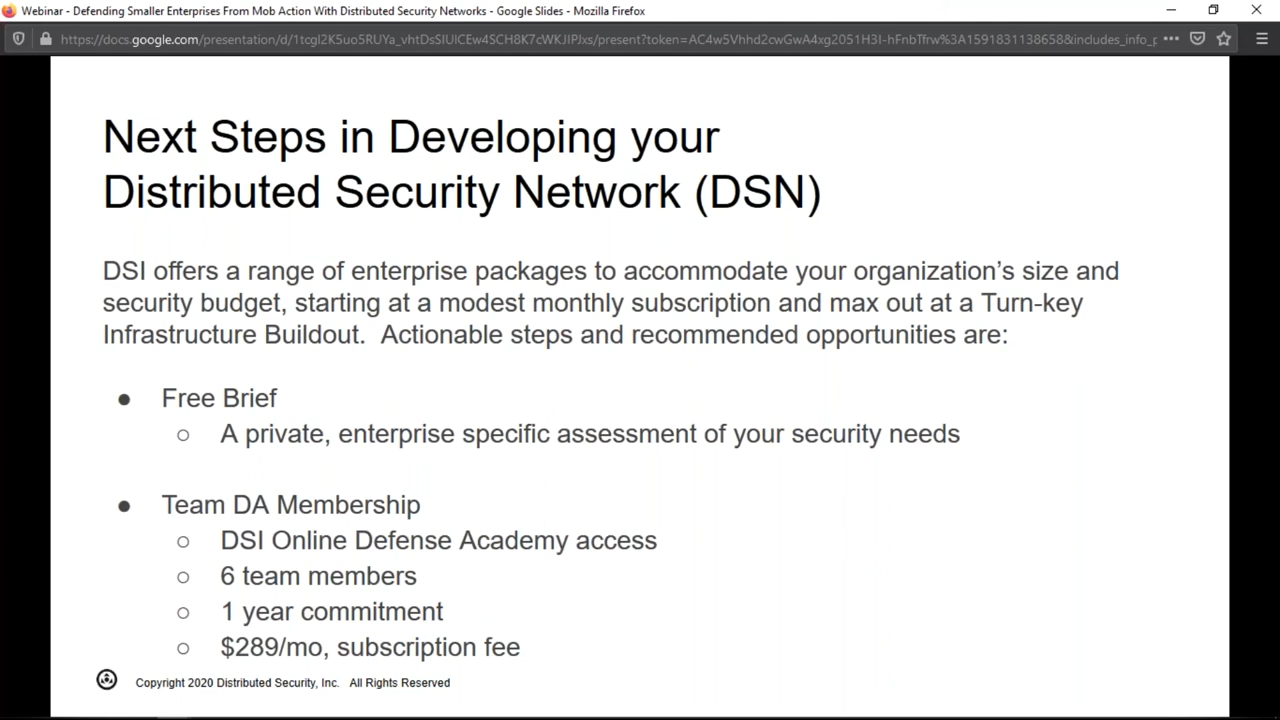 Webinar - Defending Smaller Enterprises From Mob Action With Distributed Security Networks - Google Slides - Mozilla Firefox
Next Steps in Developing your
Distributed Security Network (DSN)
DSI offers a range of enterprise packages to accommodate your organization's size and
security budget, starting at a modest monthly subscription and max out at a Turn-key
Infrastructure Buildout. Actionable steps and recommended opportunities are:
● Free Brief
○ A private, enterprise specific assessment of your security needs
● Team DA Membership
○ DSI Online Defense Academy access
○ 6 team members
○ 1 year commitment
○ $289/mo, subscription fee
Copyright 2020 Distributed Security, Inc. All Rights Reserved